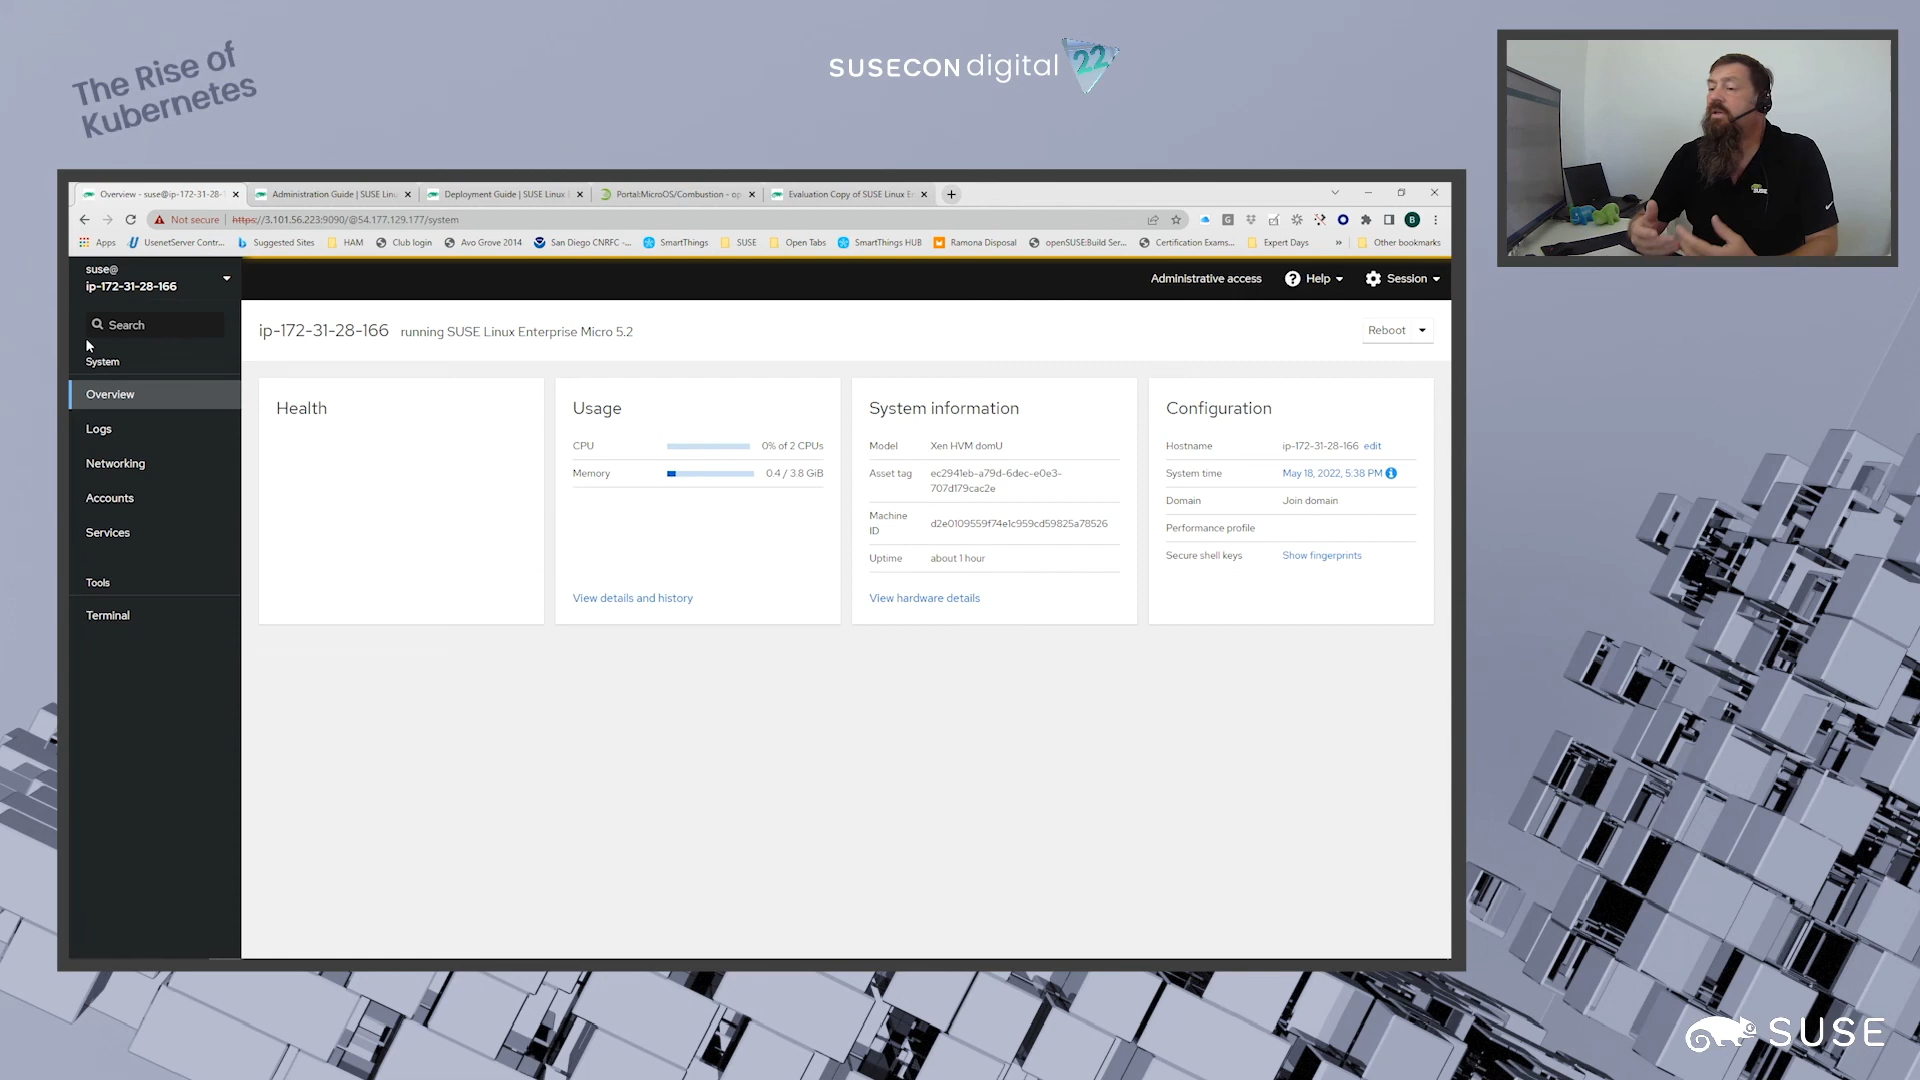 The Rise of
Kubernetes
SUSECON digital 22
Overview - suse@ip-172-31-28-
Administration Guide | SUSE Linu
Deployment Guide | SUSE Linux E
Portal:MicroOS/Combustion - op
Evaluation Copy of SUSE Linux Er
Not secure
https://3.101.56.223:9090/@54.177.129.177/system
Apps
UsenetServer Contr...
Suggested Sites
HAM
Club login
Avo Grove 2014
San Diego CNRFC -...
SmartThings
SUSE
Open Tabs
SmartThings HUB
Ramona Disposal
openSUSE:Build Ser...
Certification Exams...
Expert Days
»
Other bookmarks
suse@
ip-172-31-28-166
Administrative access
Help
Session
Search
System
Overview
Logs
Networking
Accounts
Services
Tools
Terminal
ip-172-31-28-166 running SUSE Linux Enterprise Micro 5.2
Reboot
Health
Usage
CPU 0% of 2 CPUs
Memory 0.4 / 3.8 GiB
View details and history
System information
Model Xen HVM domU
Asset tag ec2941eb-a79d-6dec-e0e3-
707d179cac2e
Machine
ID d2e0109559f74e1c959cd59825a78526
Uptime about 1 hour
View hardware details
Configuration
Hostname ip-172-31-28-166 edit
System time May 18, 2022, 5:38 PM
Domain Join domain
Performance profile
Secure shell keys Show fingerprints
SUSE